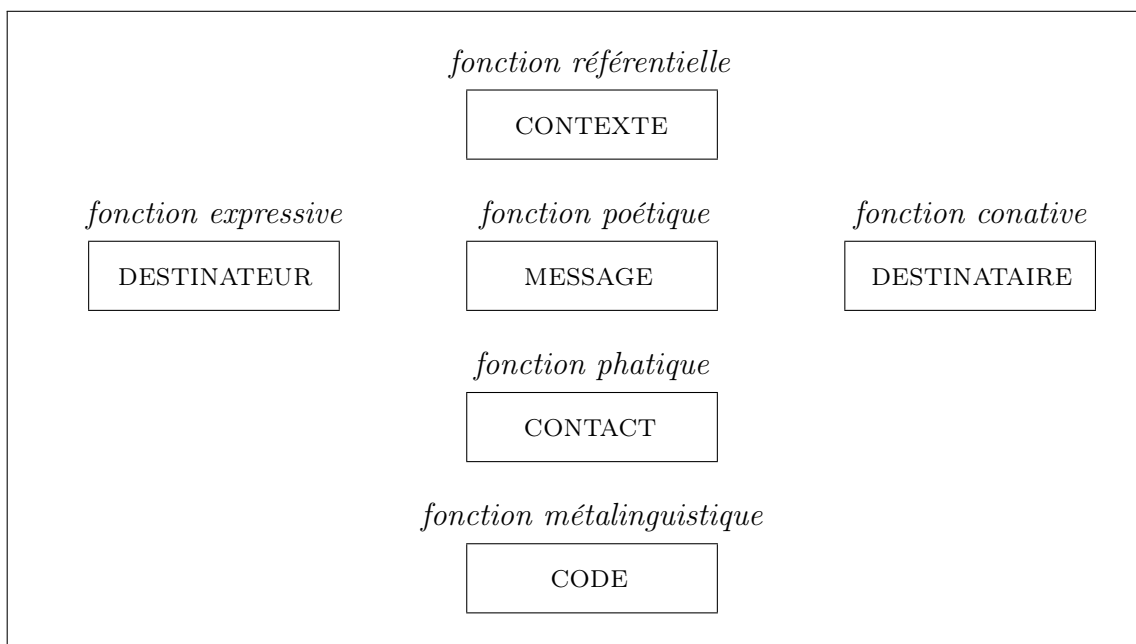 fonction référentielle
CONTEXTE
fonction expressive fonction poétique fonction conative
DESTINATEUR MESSAGE DESTINATAIRE
fonction phatique
CONTACT
fonction métalinguistique
CODE